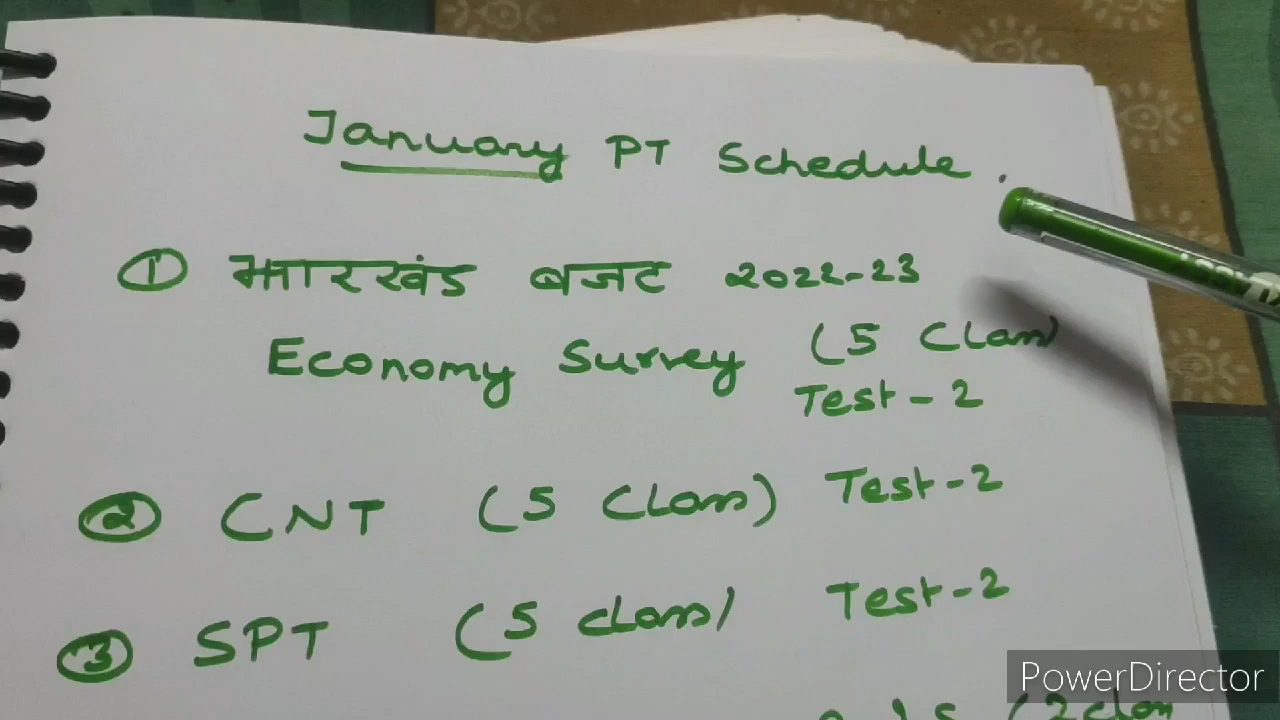 January PT Schedule.
① झारखंड बजट 2022-23
Economy Survey (5 Class)
Test-2
② CNT (5 Class) Test-2
③ SPT (5 class) Test-2
PowerDirector